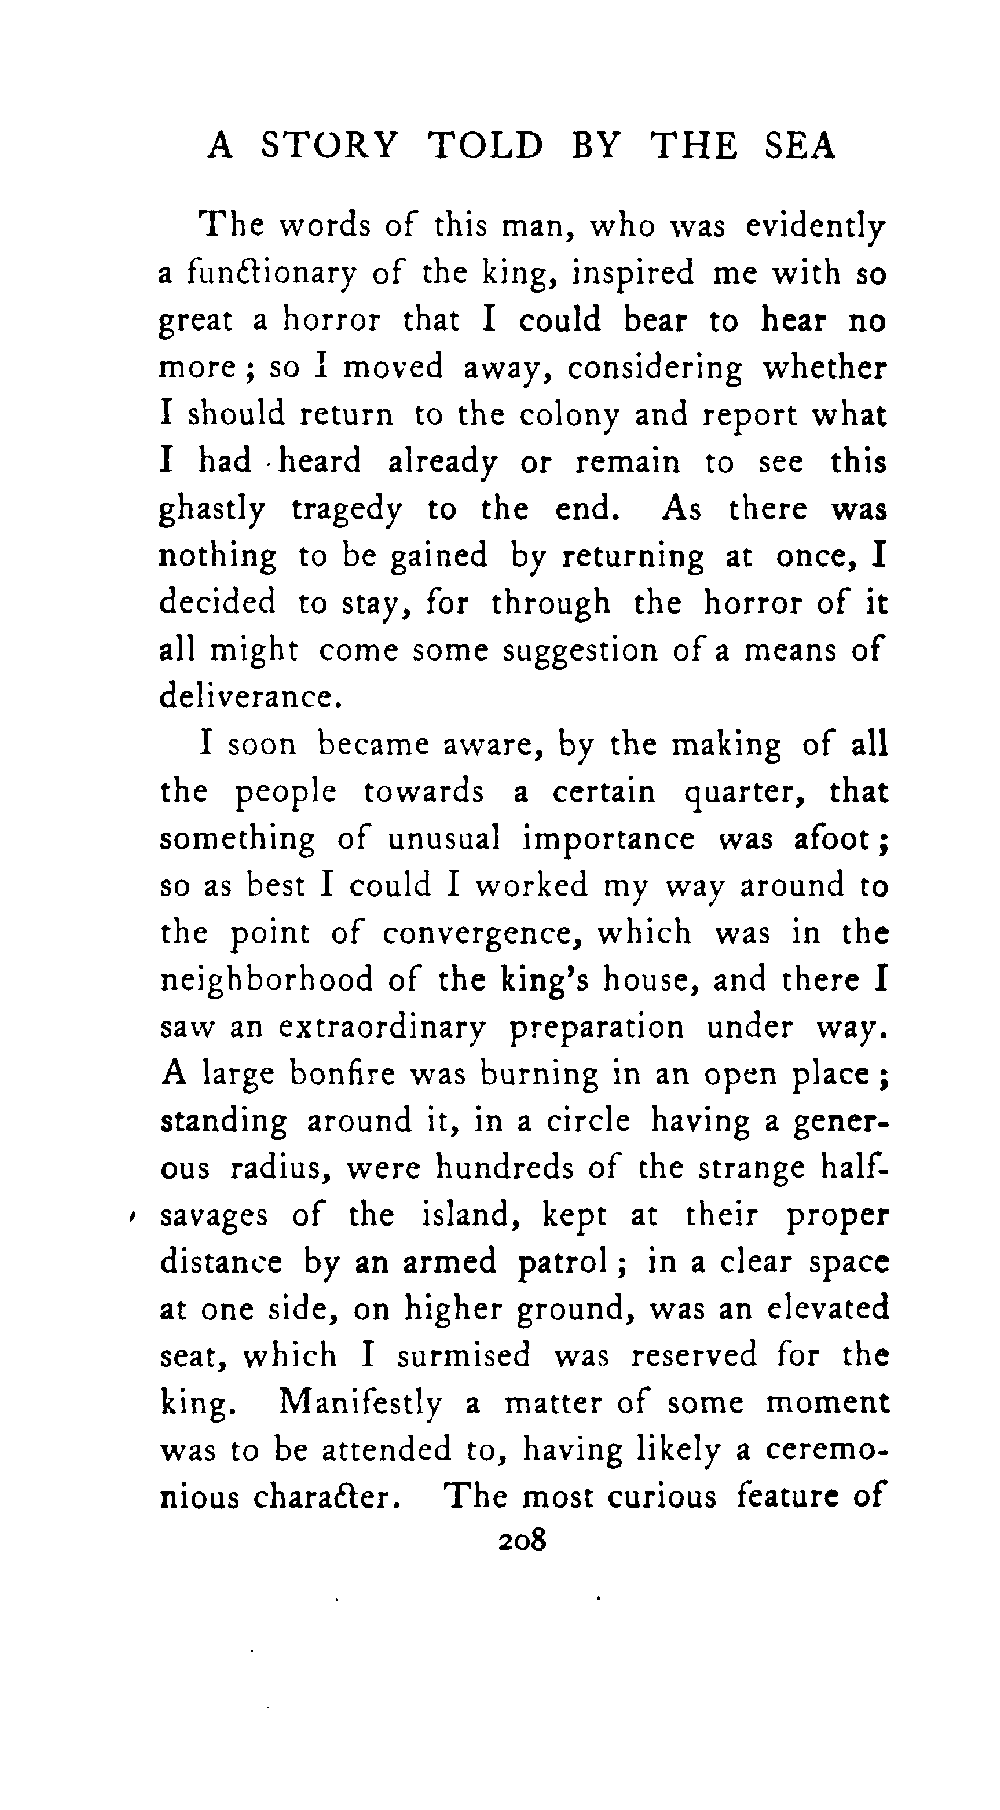 A STORY TOLD BY THE SEA
The words of this man, who was evidently
a functionary of the king, inspired me with so
great a horror that I could bear to hear no
more ; so I moved away, considering whether
I should return to the colony and report what
I had heard already or remain to see this
ghastly tragedy to the end. As there was
nothing to be gained by returning at once, I
decided to stay, for through the horror of it
all might come some suggestion of a means of
deliverance.
I soon became aware, by the making of all
the people towards a certain quarter, that
something of unusual importance was afoot ;
so as best I could I worked my way around to
the point of convergence, which was in the
neighborhood of the king's house, and there I
saw an extraordinary preparation under way.
A large bonfire was burning in an open place ;
standing around it, in a circle having a gener-
ous radius, were hundreds of the strange half-
savages of the island, kept at their proper
distance by an armed patrol ; in a clear space
at one side, on higher ground, was an elevated
seat, which I surmised was reserved for the
king. Manifestly a matter of some moment
was to be attended to, having likely a ceremo-
nious character. The most curious feature of
208